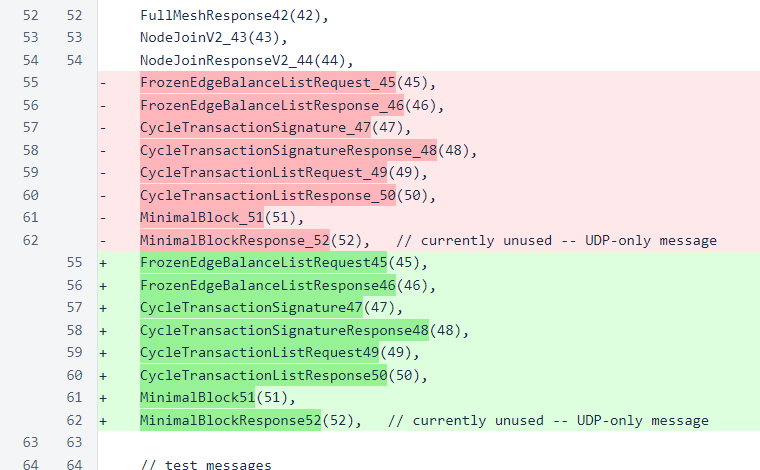 52 52 FullMeshResponse42(42),
53 53 NodeJoinV2_43(43),
54 54 NodeJoinResponseV2_44(44),
55 - FrozenEdgeBalanceListRequest_45(45),
56 - FrozenEdgeBalanceListResponse_46(46),
57 - CycleTransactionSignature_47(47),
58 - CycleTransactionSignatureResponse_48(48),
59 - CycleTransactionListRequest_49(49),
60 - CycleTransactionListResponse_50(50),
61 - MinimalBlock_51(51),
62 - MinimalBlockResponse_52(52), // currently unused -- UDP-only message
55 + FrozenEdgeBalanceListRequest45(45),
56 + FrozenEdgeBalanceListResponse46(46),
57 + CycleTransactionSignature47(47),
58 + CycleTransactionSignatureResponse48(48),
59 + CycleTransactionListRequest49(49),
60 + CycleTransactionListResponse50(50),
61 + MinimalBlock51(51),
62 + MinimalBlockResponse52(52), // currently unused -- UDP-only message
63 63
64 64 // test messages